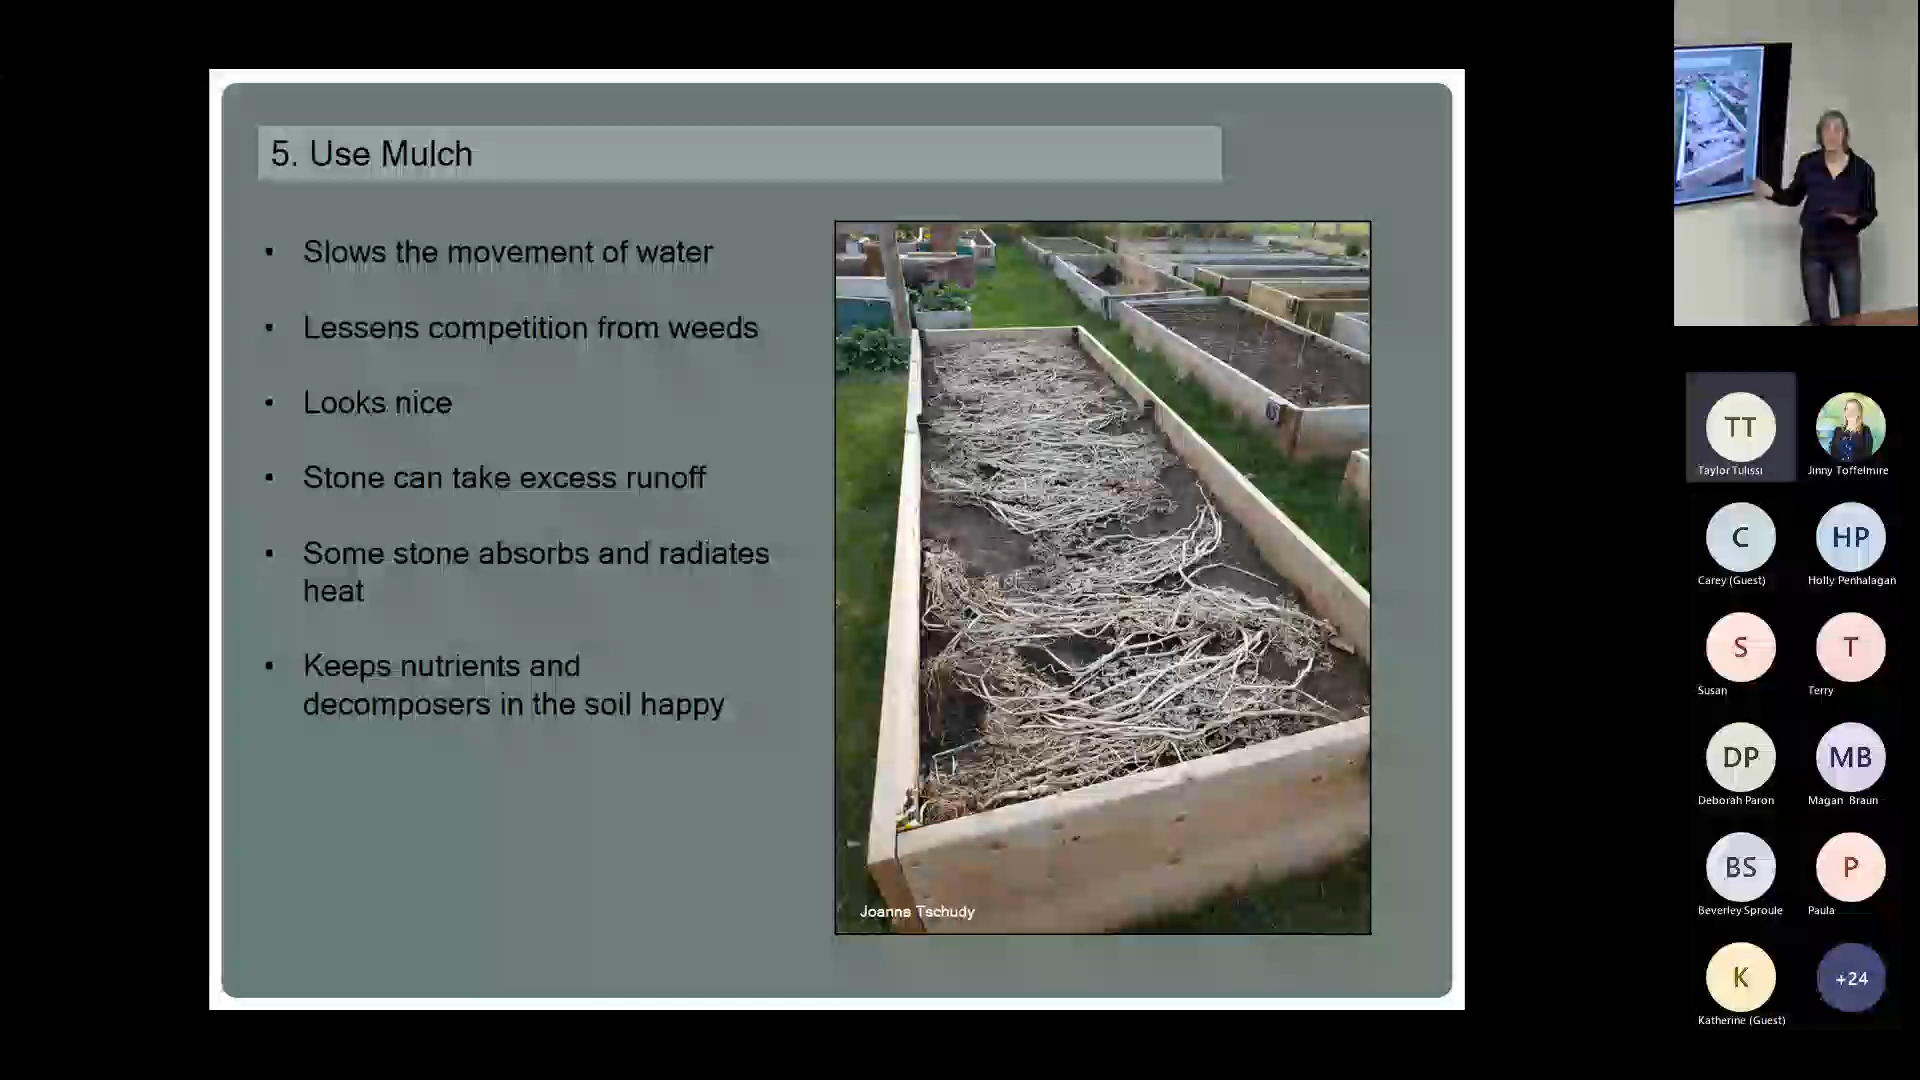 5. Use Mulch
• Slows the movement of water
• Lessens competition from weeds
• Looks nice
• Stone can take excess runoff
• Some stone absorbs and radiates
heat
• Keeps nutrients and
decomposers in the soil happy
Joanna Tschudy
TT
Taylor Tulissi
Jinny Toffelmire
C
Carey (Guest)
HP
Holly Penhalagan
S
Susan
T
Terry
DP
Deborah Paron
MB
Magan Braun
BS
Beverley Sproule
P
Paula
K
Katherine (Guest)
+24